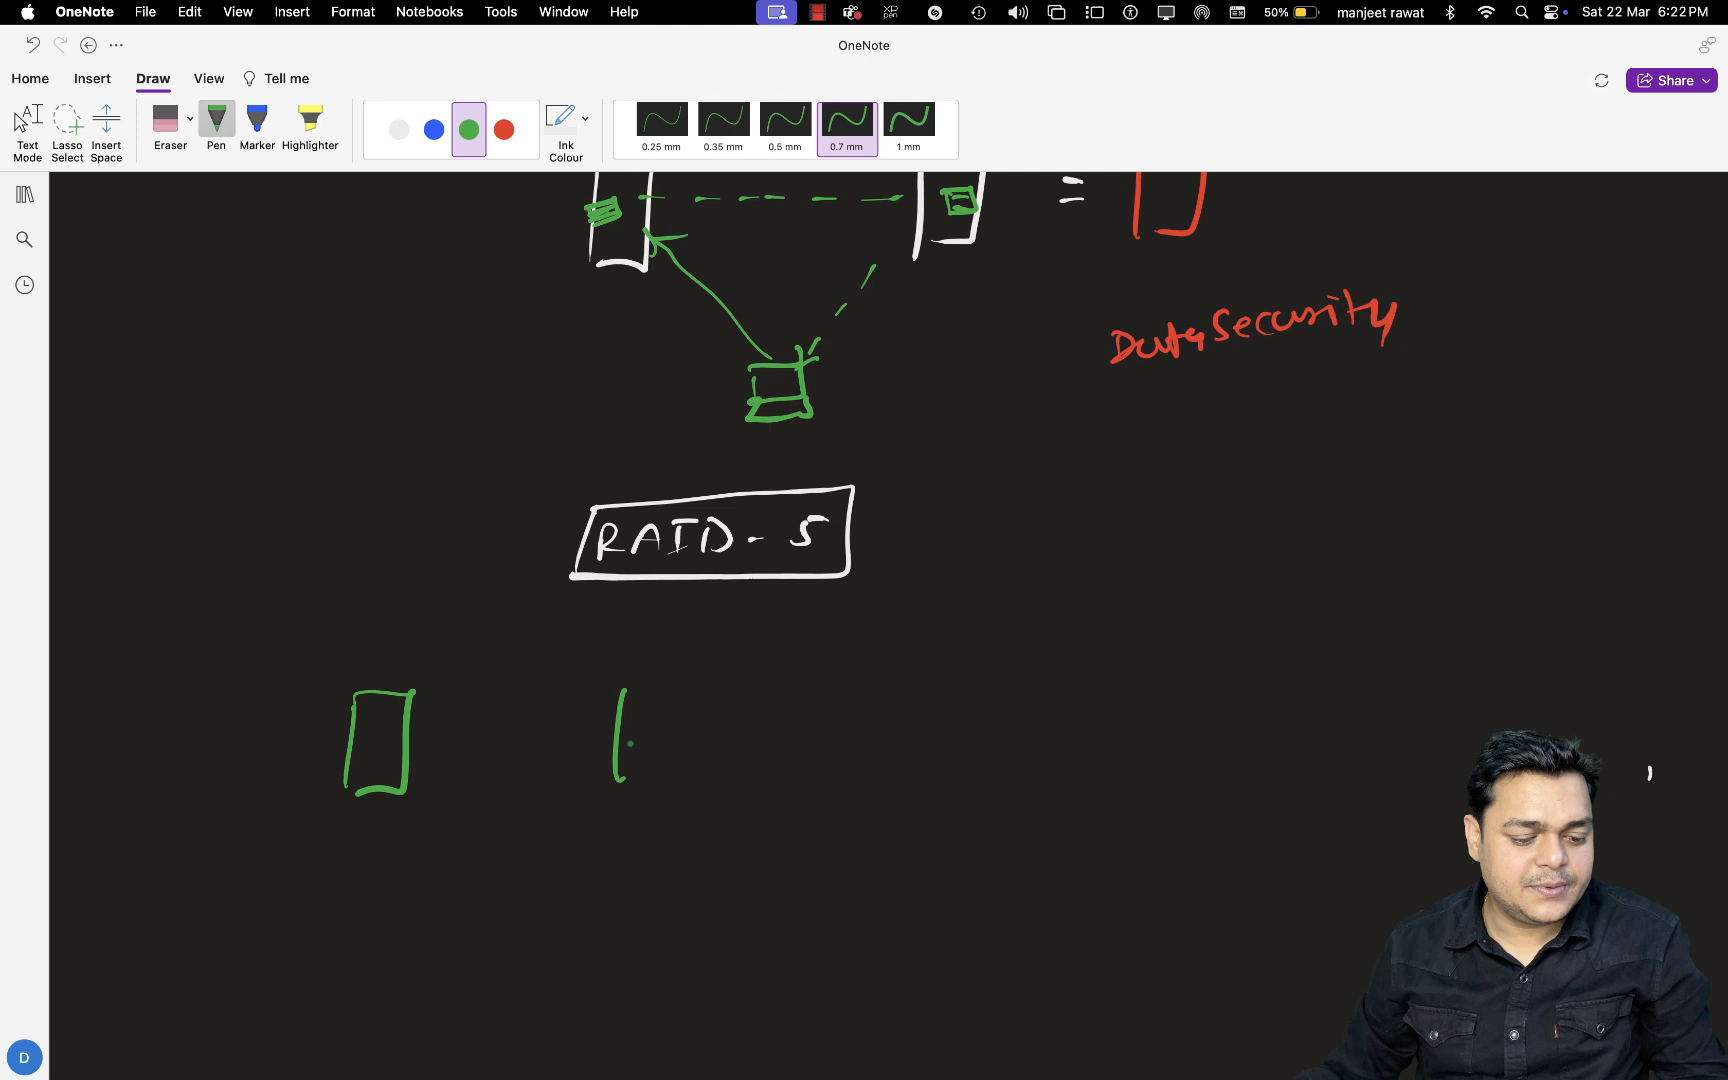 OneNote File Edit View Insert Format Notebooks Tools Window Help XP pen 50% manjeet rawat Sat 22 Mar 6:22 PM
OneNote
Home Insert Draw View Tell me Share
Text Mode Lasso Select Insert Space Eraser Pen Marker Highlighter Ink Colour 0.25 mm 0.35 mm 0.5 mm 0.7 mm 1 mm
=
Data Security
RAID - 5
D